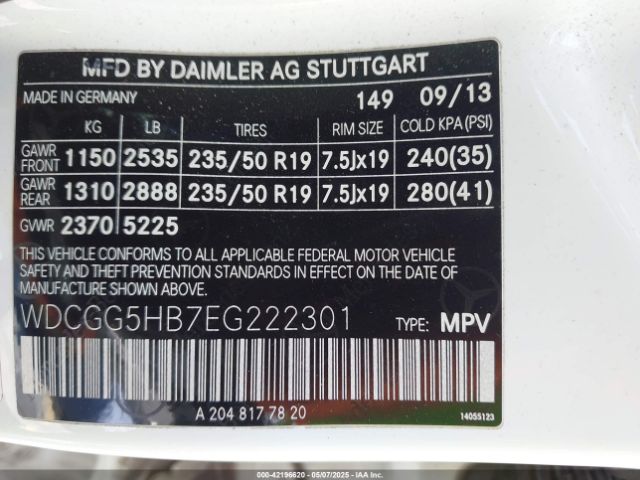 MFD BY DAIMLER AG STUTTGART
MADE IN GERMANY 149 09/13
KG LB TIRES RIM SIZE COLD KPA(PSI)
GAWR FRONT 1150 2535 235/50 R19 7.5Jx19 240(35)
GAWR REAR 1310 2888 235/50 R19 7.5Jx19 280(41)
GVWR 2370 5225
THIS VEHICLE CONFORMS TO ALL APPLICABLE FEDERAL MOTOR VEHICLE
SAFETY AND THEFT PREVENTION STANDARDS IN EFFECT ON THE DATE OF
MANUFACTURE SHOWN ABOVE.
WDCGG5HB7EG222301 TYPE: MPV
A 204 817 78 20
14055123
000-42196620 - 05/07/2025 - IAA, Inc.